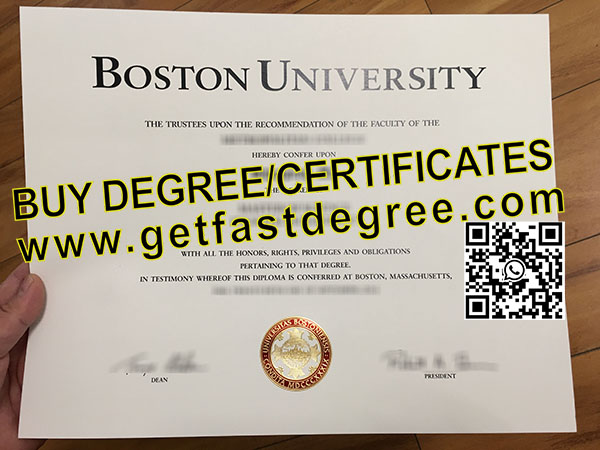 BOSTON UNIVERSITY
THE TRUSTEES UPON THE RECOMMENDATION OF THE FACULTY OF THE
HEREBY CONFER UPON
BUY DEGREE/CERTIFICATES
www.getfastdegree.com
WITH ALL THE HONORS, RIGHTS, PRIVILEGES AND OBLIGATIONS
PERTAINING TO THAT DEGREE.
IN TESTIMONY WHEREOF THIS DIPLOMA IS CONFERRED AT BOSTON, MASSACHUSETTS,
UNIVERSITAS BOSTONIENSIS
CONDITA MDCCCXXXIX
DEAN
PRESIDENT